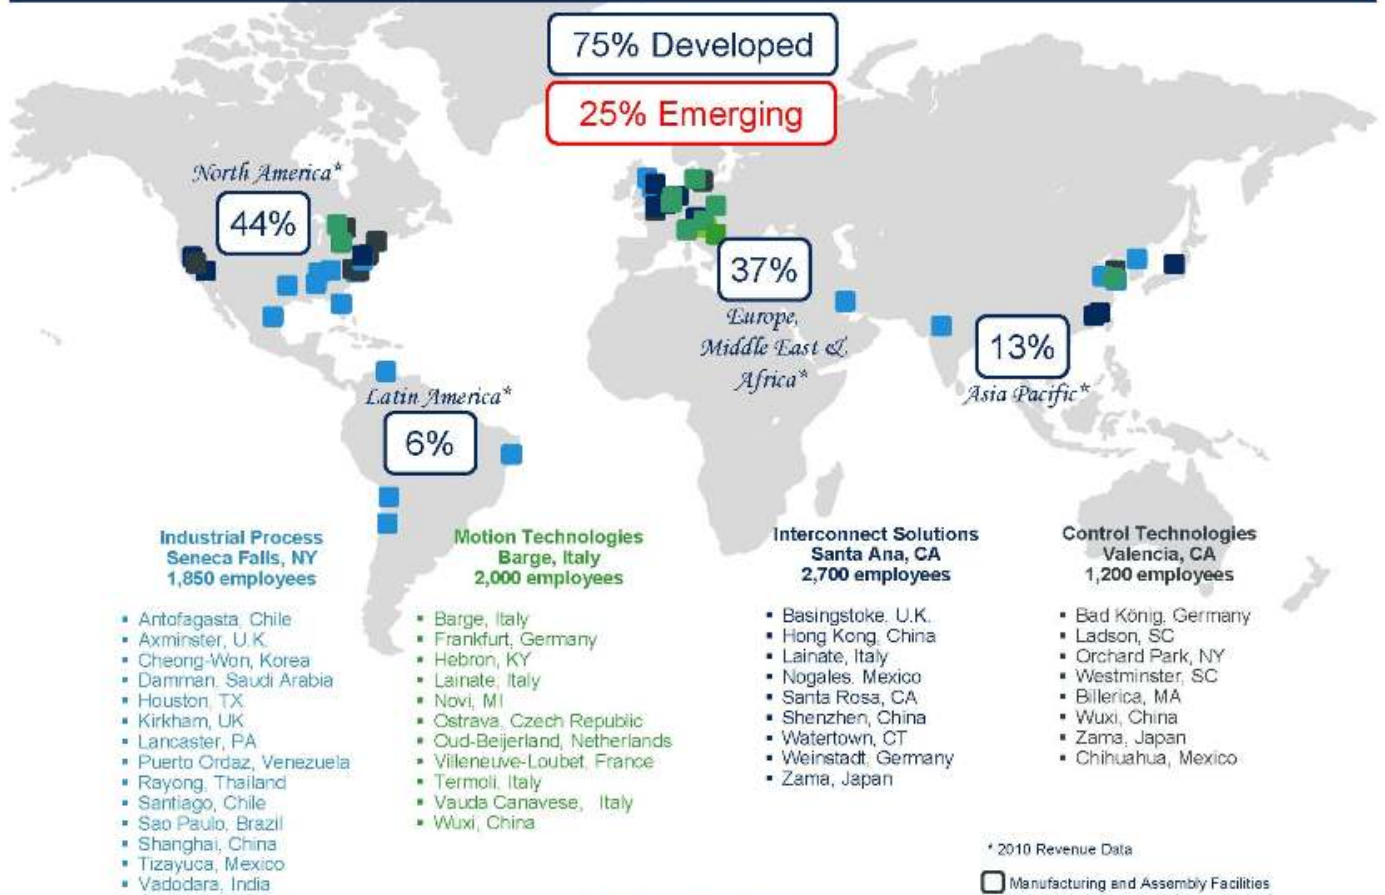 75% Developed
25% Emerging
North America*
44%
37%
Europe,
Middle East &
Africa*
13%
Asia Pacific*
Latin America*
6%
Industrial Process
Seneca Falls, NY
1,850 employees
▪ Antofagasta, Chile
▪ Axminster, U.K.
▪ Cheong-Won, Korea
▪ Damman, Saudi Arabia
▪ Houston, TX
▪ Kirkham, UK
▪ Lancaster, PA
▪ Puerto Ordaz, Venezuela
▪ Rayong, Thailand
▪ Santiago, Chile
▪ Sao Paulo, Brazil
▪ Shanghai, China
▪ Tizayuca, Mexico
▪ Vadodara, India
Motion Technologies
Barge, Italy
2,000 employees
▪ Barge, Italy
▪ Frankfurt, Germany
▪ Hebron, KY
▪ Lainate, Italy
▪ Novi, MI
▪ Ostrava, Czech Republic
▪ Oud-Beijerland, Netherlands
▪ Villeneuve-Loubet, France
▪ Termoli, Italy
▪ Vauda Canavese, Italy
▪ Wuxi, China
Interconnect Solutions
Santa Ana, CA
2,700 employees
▪ Basingstoke, U.K.
▪ Hong Kong, China
▪ Lainate, Italy
▪ Nogales, Mexico
▪ Santa Rosa, CA
▪ Shenzhen, China
▪ Watertown, CT
▪ Weinstadt, Germany
▪ Zama, Japan
Control Technologies
Valencia, CA
1,200 employees
▪ Bad König, Germany
▪ Ladson, SC
▪ Orchard Park, NY
▪ Westminster, SC
▪ Billerica, MA
▪ Wuxi, China
▪ Zama, Japan
▪ Chihuahua, Mexico
* 2010 Revenue Data
Manufacturing and Assembly Facilities